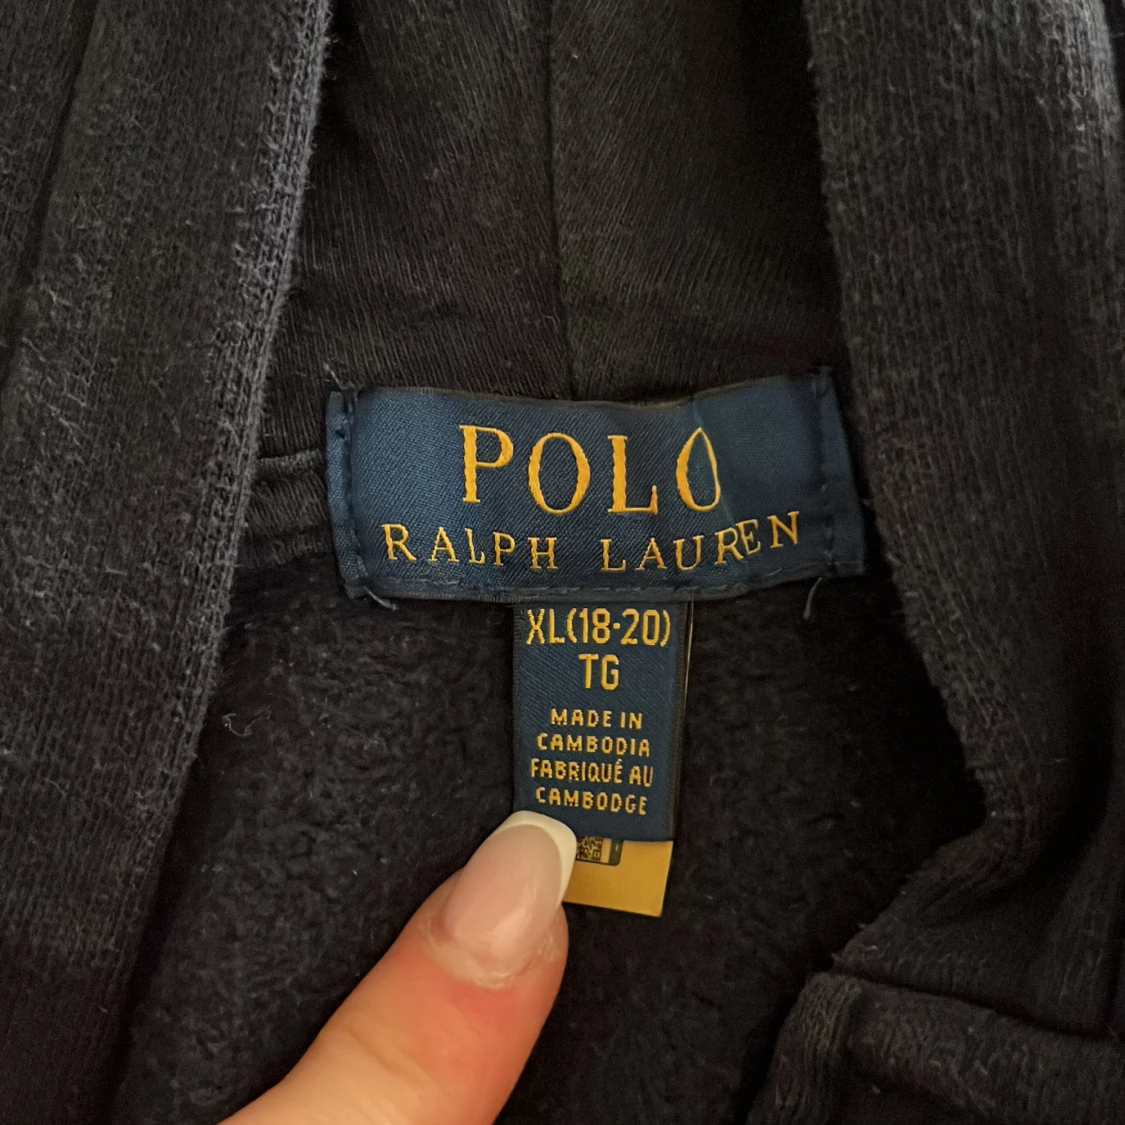 POLO
RALPH LAUREN
XL(18-20)
TG
MADE IN
CAMBODIA
FABRIQUÉ AU
CAMBODGE